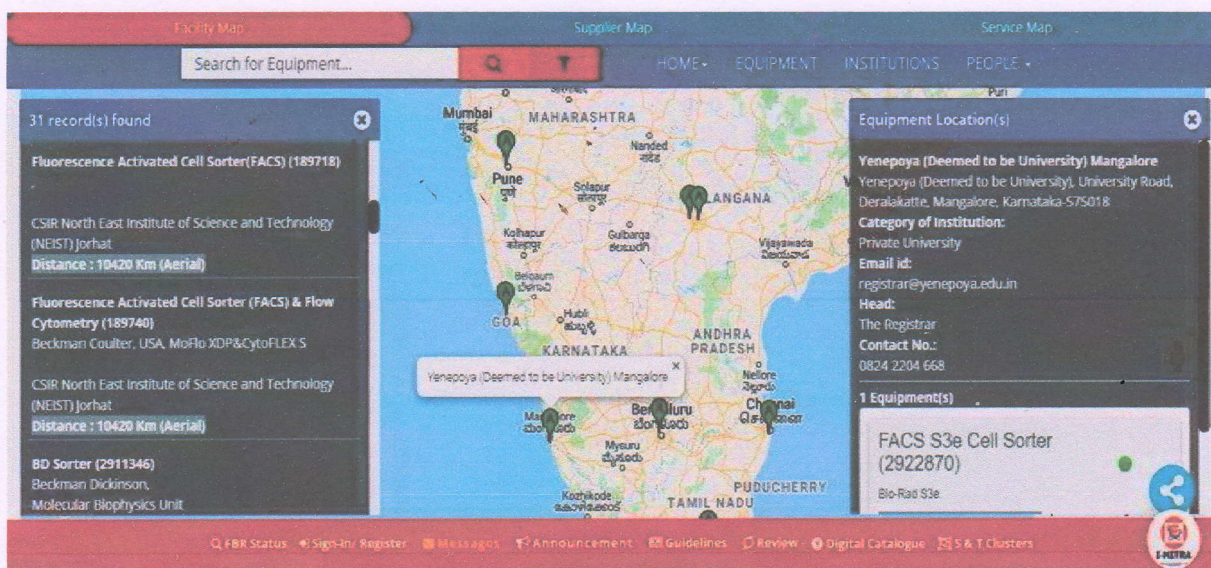 Facility Map
Supplier Map
Service Map
Search for Equipment...
HOME
EQUIPMENT
INSTITUTIONS
PEOPLE
31 record(s) found
Fluorescence Activated Cell Sorter(FACS) (189718)
CSIR North East Institute of Science and Technology
(NEIST) Jorhat
Distance : 10420 Km (Aerial)
Fluorescence Activated Cell Sorter (FACS) & Flow
Cytometry (189740)
Beckman Coulter, USA, MoFlo XDP&CytoFLEX S
CSIR North East Institute of Science and Technology
(NEIST) Jorhat
Distance : 10420 Km (Aerial)
BD Sorter (2911346)
Beckman Dickinson,
Molecular Biophysics Unit
Puri
Mumbai
मुंबई
MAHARASHTRA
Nanded
नांदेड
Pune
पुणे
Solapur
LANGANA
Kolhapur
Gulbarga
Vijayawada
Belgaum
GOA
Hubli
ಹುಬ್ಬಳ್ಳಿ
KARNATAKA
ANDHRA
PRADESH
Yenepoya (Deemed to be University) Mangalore
Nellore
Chennai
ಬೆಂಗಳೂರು
Mysuru
ಮೈಸೂರು
PUDUCHERRY
Kozhikode
TAMIL NADU
Equipment Location(s)
Yenepoya (Deemed to be University) Mangalore
Yenepoya (Deemed to be University), University Road,
Deralakatte, Mangalore, Karnataka-575018
Category of Institution:
Private University
Email id:
registrar@yenepoya.edu.in
Head:
The Registrar
Contact No.:
0824 2204 668
1 Equipment(s)
FACS S3e Cell Sorter
(2922870)
Bio-Rad S3e
FBR Status
Sign-In/ Register
Messages
Announcement
Guidelines
Review
Digital Catalogue
S & T Clusters
I-MITRA